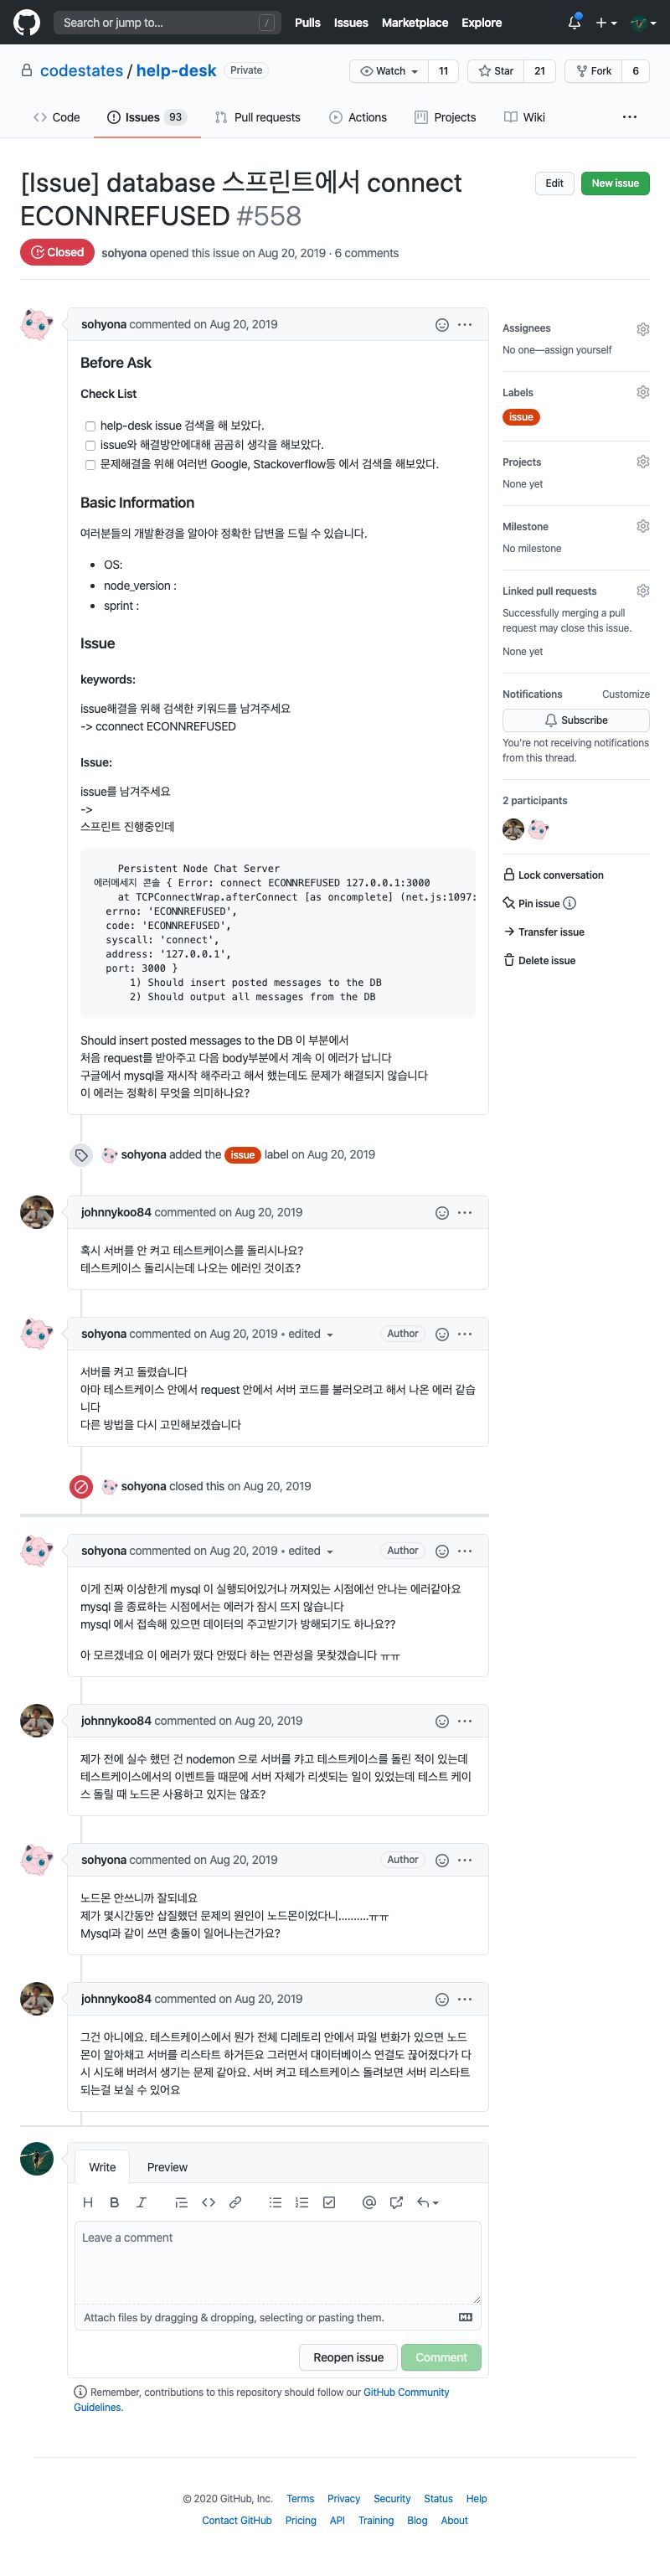 Search or jump to... /
Pulls Issues Marketplace Explore
codestates / help-desk Private
Watch 11 Star 21 Fork 6
Code Issues 93 Pull requests Actions Projects Wiki
[Issue] database 스프린트에서 connect
ECONNREFUSED #558
Edit New issue
Closed sohyona opened this issue on Aug 20, 2019 · 6 comments
sohyona commented on Aug 20, 2019
Before Ask
Check List
help-desk issue 검색을 해 보았다.
issue와 해결방안에대해 곰곰히 생각을 해보았다.
문제해결을 위해 여러번 Google, Stackoverflow등 에서 검색을 해보았다.
Basic Information
여러분들의 개발환경을 알아야 정확한 답변을 드릴 수 있습니다.
• OS:
• node_version :
• sprint :
Issue
keywords:
issue해결을 위해 검색한 키워드를 남겨주세요
-> cconnect ECONNREFUSED
Issue:
issue를 남겨주세요
->
스프린트 진행중인데
Persistent Node Chat Server
에러메세지 콘솔 { Error: connect ECONNREFUSED 127.0.0.1:3000
at TCPConnectWrap.afterConnect [as oncomplete] (net.js:1097:
errno: 'ECONNREFUSED',
code: 'ECONNREFUSED',
syscall: 'connect',
address: '127.0.0.1',
port: 3000 }
1) Should insert posted messages to the DB
2) Should output all messages from the DB
Should insert posted messages to the DB 이 부분에서
처음 request를 받아주고 다음 body부분에서 계속 이 에러가 납니다
구글에서 mysql을 재시작 해주라고 해서 했는데도 문제가 해결되지 않습니다
이 에러는 정확히 무엇을 의미하나요?
Assignees
No one—assign yourself
Labels
issue
Projects
None yet
Milestone
No milestone
Linked pull requests
Successfully merging a pull
request may close this issue.
None yet
Notifications Customize
Subscribe
You're not receiving notifications
from this thread.
2 participants
Lock conversation
Pin issue
Transfer issue
Delete issue
sohyona added the issue label on Aug 20, 2019
johnnykoo84 commented on Aug 20, 2019
혹시 서버를 안 켜고 테스트케이스를 돌리시나요?
테스트케이스 돌리시는데 나오는 에러인 것이죠?
sohyona commented on Aug 20, 2019 • edited Author
서버를 켜고 돌렸습니다
아마 테스트케이스 안에서 request 안에서 서버 코드를 불러오려고 해서 나온 에러 같습
니다
다른 방법을 다시 고민해보겠습니다
sohyona closed this on Aug 20, 2019
sohyona commented on Aug 20, 2019 • edited Author
이게 진짜 이상한게 mysql 이 실행되어있거나 꺼져있는 시점에선 안나는 에러같아요
mysql 을 종료하는 시점에서는 에러가 잠시 뜨지 않습니다
mysql 에서 접속해 있으면 데이터의 주고받기가 방해되기도 하나요??
아 모르겠네요 이 에러가 떴다 안떴다 하는 연관성을 못찾겠습니다 ㅠㅠ
johnnykoo84 commented on Aug 20, 2019
제가 전에 실수 했던 건 nodemon 으로 서버를 캬고 테스트케이스를 돌린 적이 있는데
테스트케이스에서의 이벤트들 때문에 서버 자체가 리셋되는 일이 있었는데 테스트 케이
스 돌릴 때 노드몬 사용하고 있지는 않죠?
sohyona commented on Aug 20, 2019 Author
노드몬 안쓰니까 잘되네요
제가 몇시간동안 삽질했던 문제의 원인이 노드몬이었다니..........ㅠㅠ
Mysql과 같이 쓰면 충돌이 일어나는건가요?
johnnykoo84 commented on Aug 20, 2019
그건 아니에요. 테스트케이스에서 뭔가 전체 디레토리 안에서 파일 변화가 있으면 노드
몬이 알아채고 서버를 리스타트 하거든요 그러면서 대이터베이스 연결도 끊어졌다가 다
시 시도해 버려서 생기는 문제 같아요. 서버 켜고 테스트케이스 돌려보면 서버 리스타트
되는걸 보실 수 있어요
Write Preview
Leave a comment
Attach files by dragging & dropping, selecting or pasting them.
Reopen issue Comment
Remember, contributions to this repository should follow our GitHub Community
Guidelines.
© 2020 GitHub, Inc. Terms Privacy Security Status Help
Contact GitHub Pricing API Training Blog About